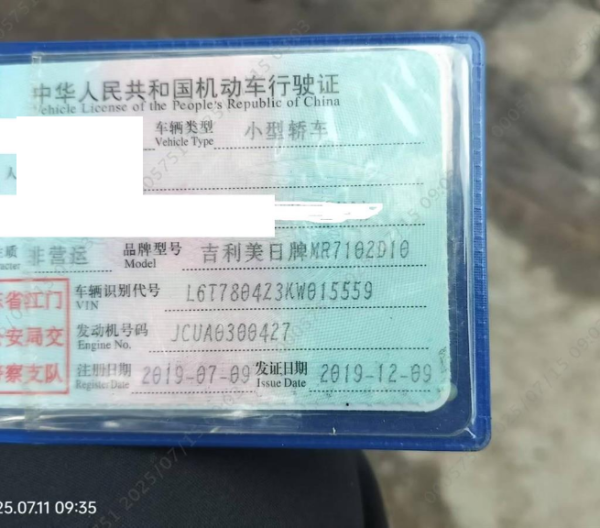 中华人民共和国机动车行驶证
Vehicle License of the People's Republic of China
车辆类型 小型轿车
Vehicle Type
人
质 非营运 品牌型号 吉利美日牌MR7102D10
Model
省江门 车辆识别代号 L6T7804Z3KW015559
VIN
安局交 发动机号码 JCUA0300427
Engine No.
察支队 注册日期 2019-07-09 发证日期 2019-12-09
Register Date Issue Date
25.07.11 09:35